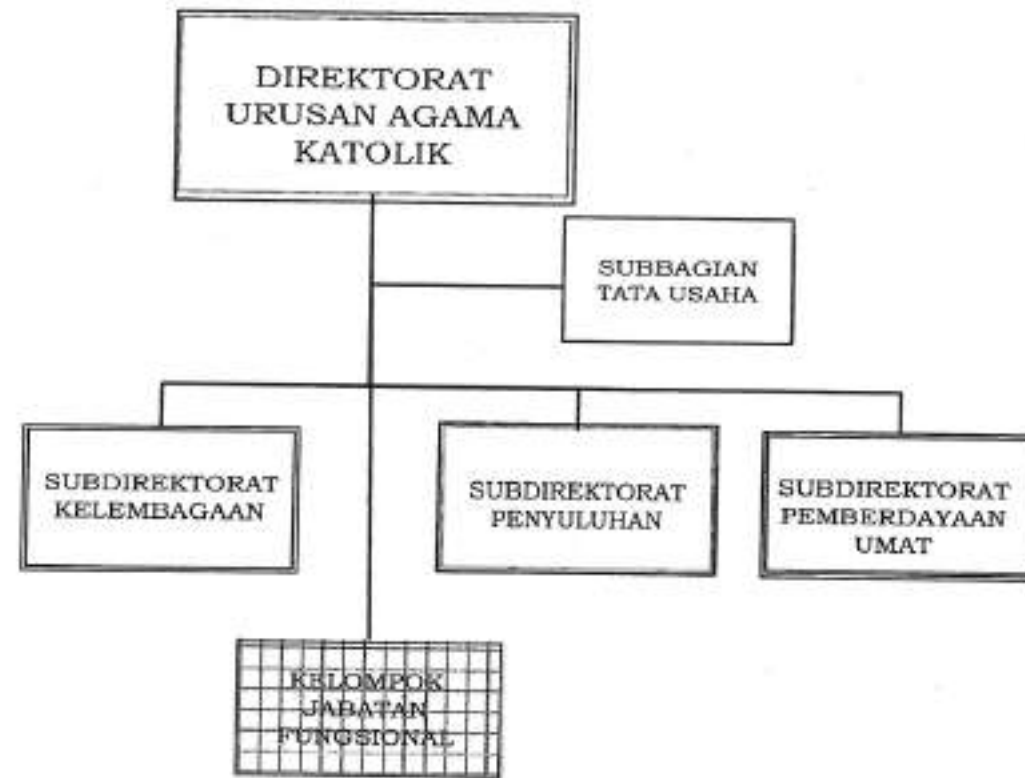 DIREKTORAT
URUSAN AGAMA
KATOLIK
SUBBAGIAN
TATA USAHA
SUBDIREKTORAT
KELEMBAGAAN
SUBDIREKTORAT
PENYULUHAN
SUBDIREKTORAT
PEMBERDAYAAN
UMAT
KELOMPOK
JABATAN
FUNGSIONAL